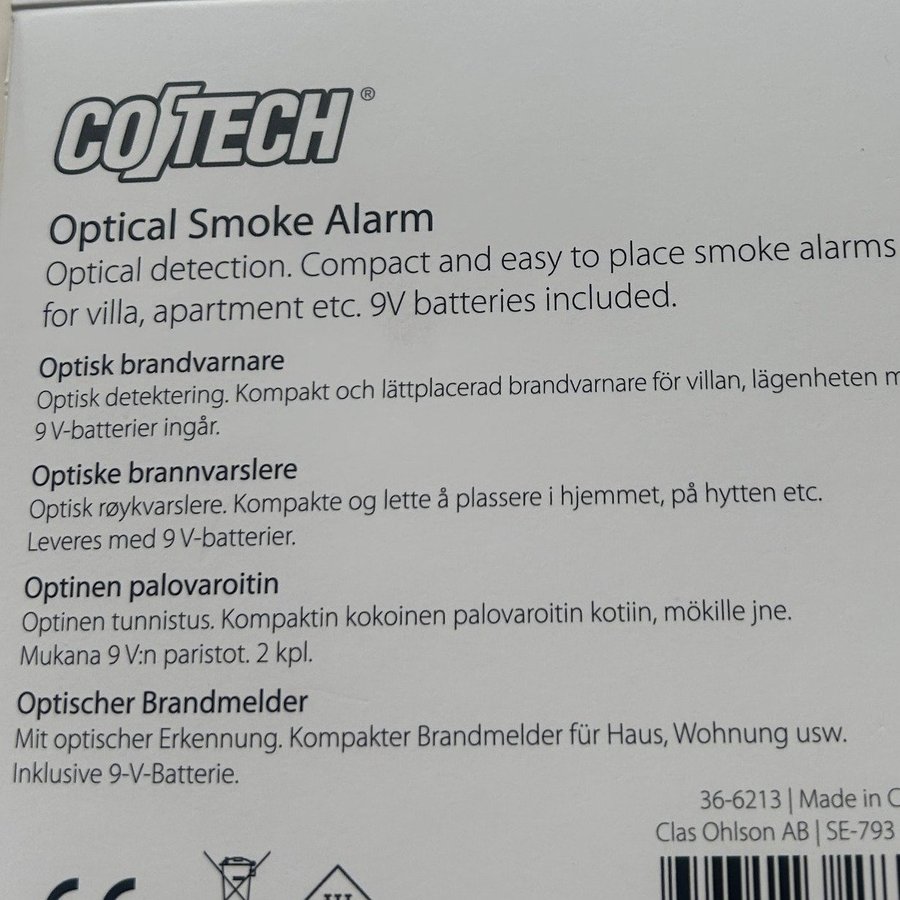 COTECH®
Optical Smoke Alarm
Optical detection. Compact and easy to place smoke alarms
for villa, apartment etc. 9V batteries included.
Optisk brandvarnare
Optisk detektering. Kompakt och lättplacerad brandvarnare för villan, lägenheten m
9 V-batterier ingår.
Optiske brannvarslere
Optisk røykvarslere. Kompakte og lette å plassere i hjemmet, på hytten etc.
Leveres med 9 V-batterier.
Optinen palovaroitin
Optinen tunnistus. Kompaktin kokoinen palovaroitin kotiin, mökille jne.
Mukana 9 V:n paristot. 2 kpl.
Optischer Brandmelder
Mit optischer Erkennung. Kompakter Brandmelder für Haus, Wohnung usw.
Inklusive 9-V-Batterie.
36-6213 | Made in C
Clas Ohlson AB | SE-793
CE